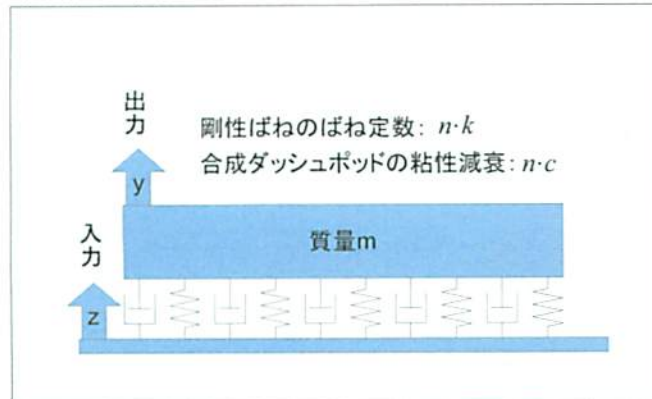 出力
剛性ばねのばね定数: n·k
合成ダッシュポッドの粘性減衰: n·c
y
質量m
入力
z